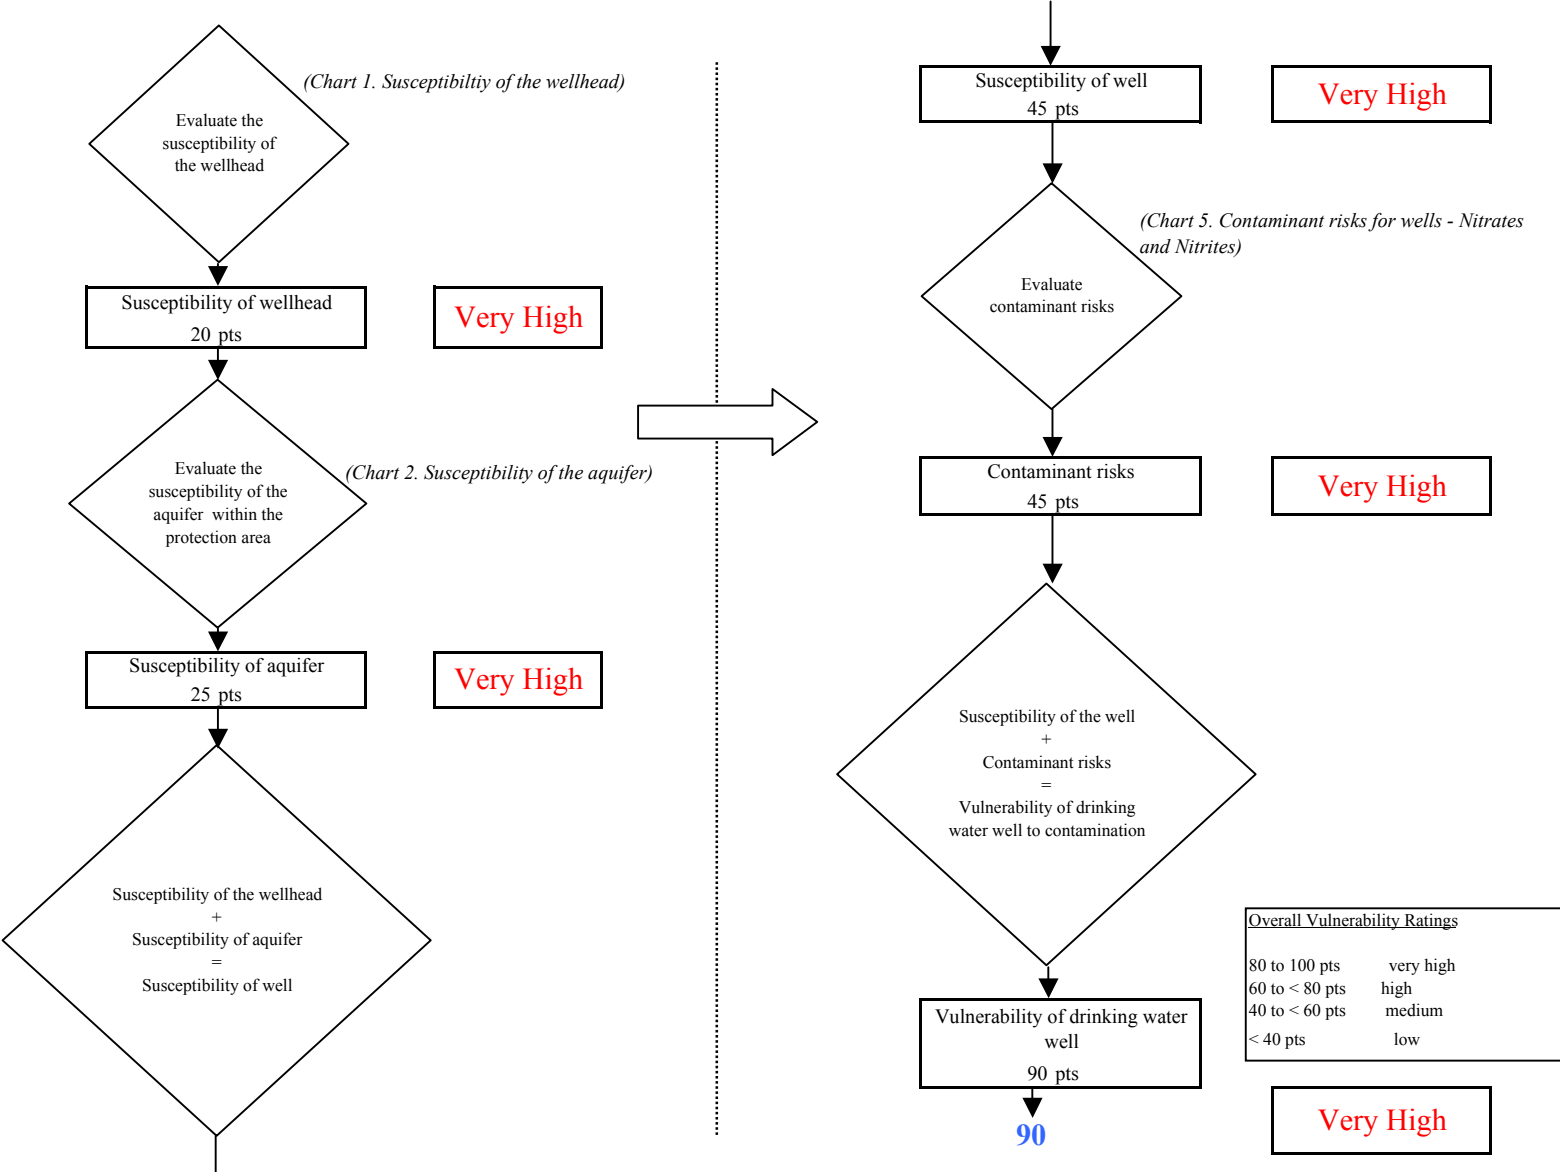 (Chart 1. Susceptibiltiy of the wellhead)
Evaluate the
susceptibility of
the wellhead
Susceptibility of wellhead
20 pts
Very High
(Chart 2. Susceptibility of the aquifer)
Evaluate the
susceptibility of the
aquifer within the
protection area
Susceptibility of aquifer
25 pts
Very High
Susceptibility of the wellhead
+
Susceptibility of aquifer
=
Susceptibility of well
Susceptibility of well
45 pts
Very High
(Chart 5. Contaminant risks for wells - Nitrates
and Nitrites)
Evaluate
contaminant risks
Contaminant risks
45 pts
Very High
Susceptibility of the well
+
Contaminant risks
=
Vulnerability of drinking
water well to contamination
Overall Vulnerability Ratings
80 to 100 pts very high
60 to < 80 pts high
40 to < 60 pts medium
< 40 pts low
Vulnerability of drinking water
well
90 pts
90
Very High